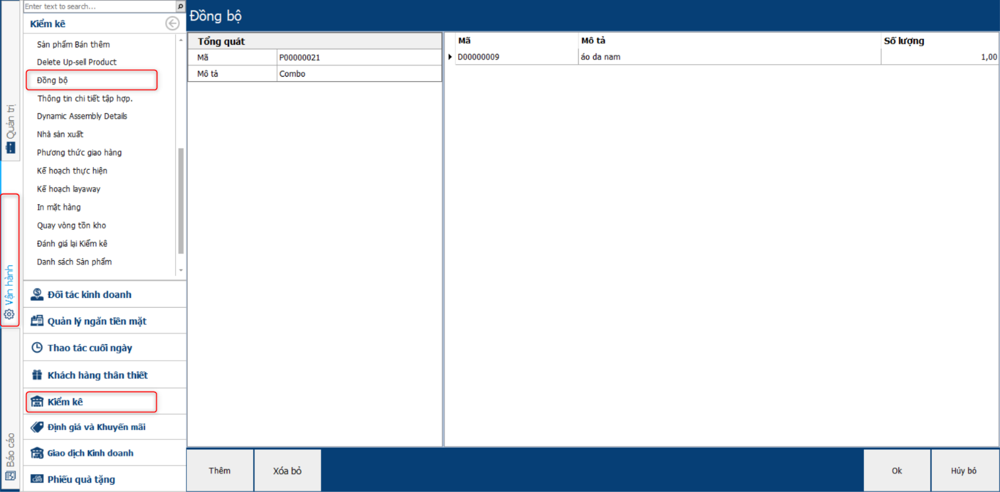 Enter text to search...
Kiểm kê
Sản phẩm Bán thêm
Delete Up-sell Product
Đồng bộ
Thông tin chi tiết tập hợp.
Dynamic Assembly Details
Nhà sản xuất
Phương thức giao hàng
Kế hoạch thực hiện
Kế hoạch layaway
In mặt hàng
Quay vòng tồn kho
Đánh giá lại Kiểm kê
Danh sách Sản phẩm
Đối tác kinh doanh
Quản lý ngăn tiền mặt
Thao tác cuối ngày
Khách hàng thân thiết
Kiểm kê
Định giá và Khuyến mãi
Giao dịch Kinh doanh
Phiếu quà tặng
Quản trị
Vận hành
Báo cáo
Đồng bộ
Tổng quát
Mã P00000021
Mô tả Combo
Mã Mô tả Số lượng
D00000009 áo da nam 1,00
Thêm Xóa bỏ Ok Hủy bỏ